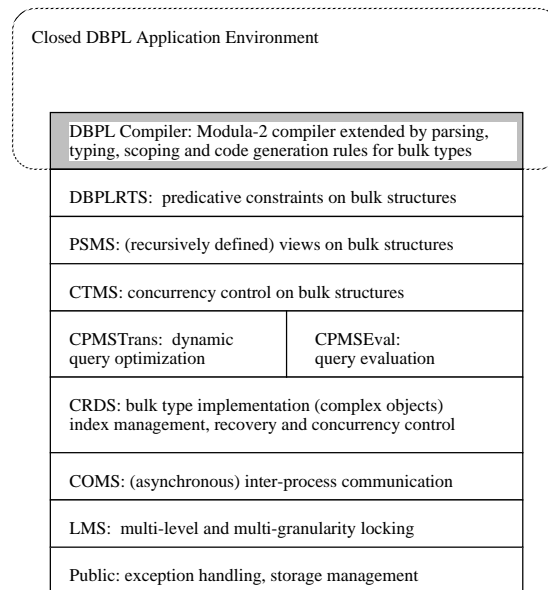 Closed DBPL Application Environment
DBPL Compiler: Modula-2 compiler extended by parsing,
typing, scoping and code generation rules for bulk types
DBPLRTS: predicative constraints on bulk structures
PSMS: (recursively defined) views on bulk structures
CTMS: concurrency control on bulk structures
CPMSTrans: dynamic
query optimization
CPMSEval:
query evaluation
CRDS: bulk type implementation (complex objects)
index management, recovery and concurrency control
COMS: (asynchronous) inter-process communication
LMS: multi-level and multi-granularity locking
Public: exception handling, storage management